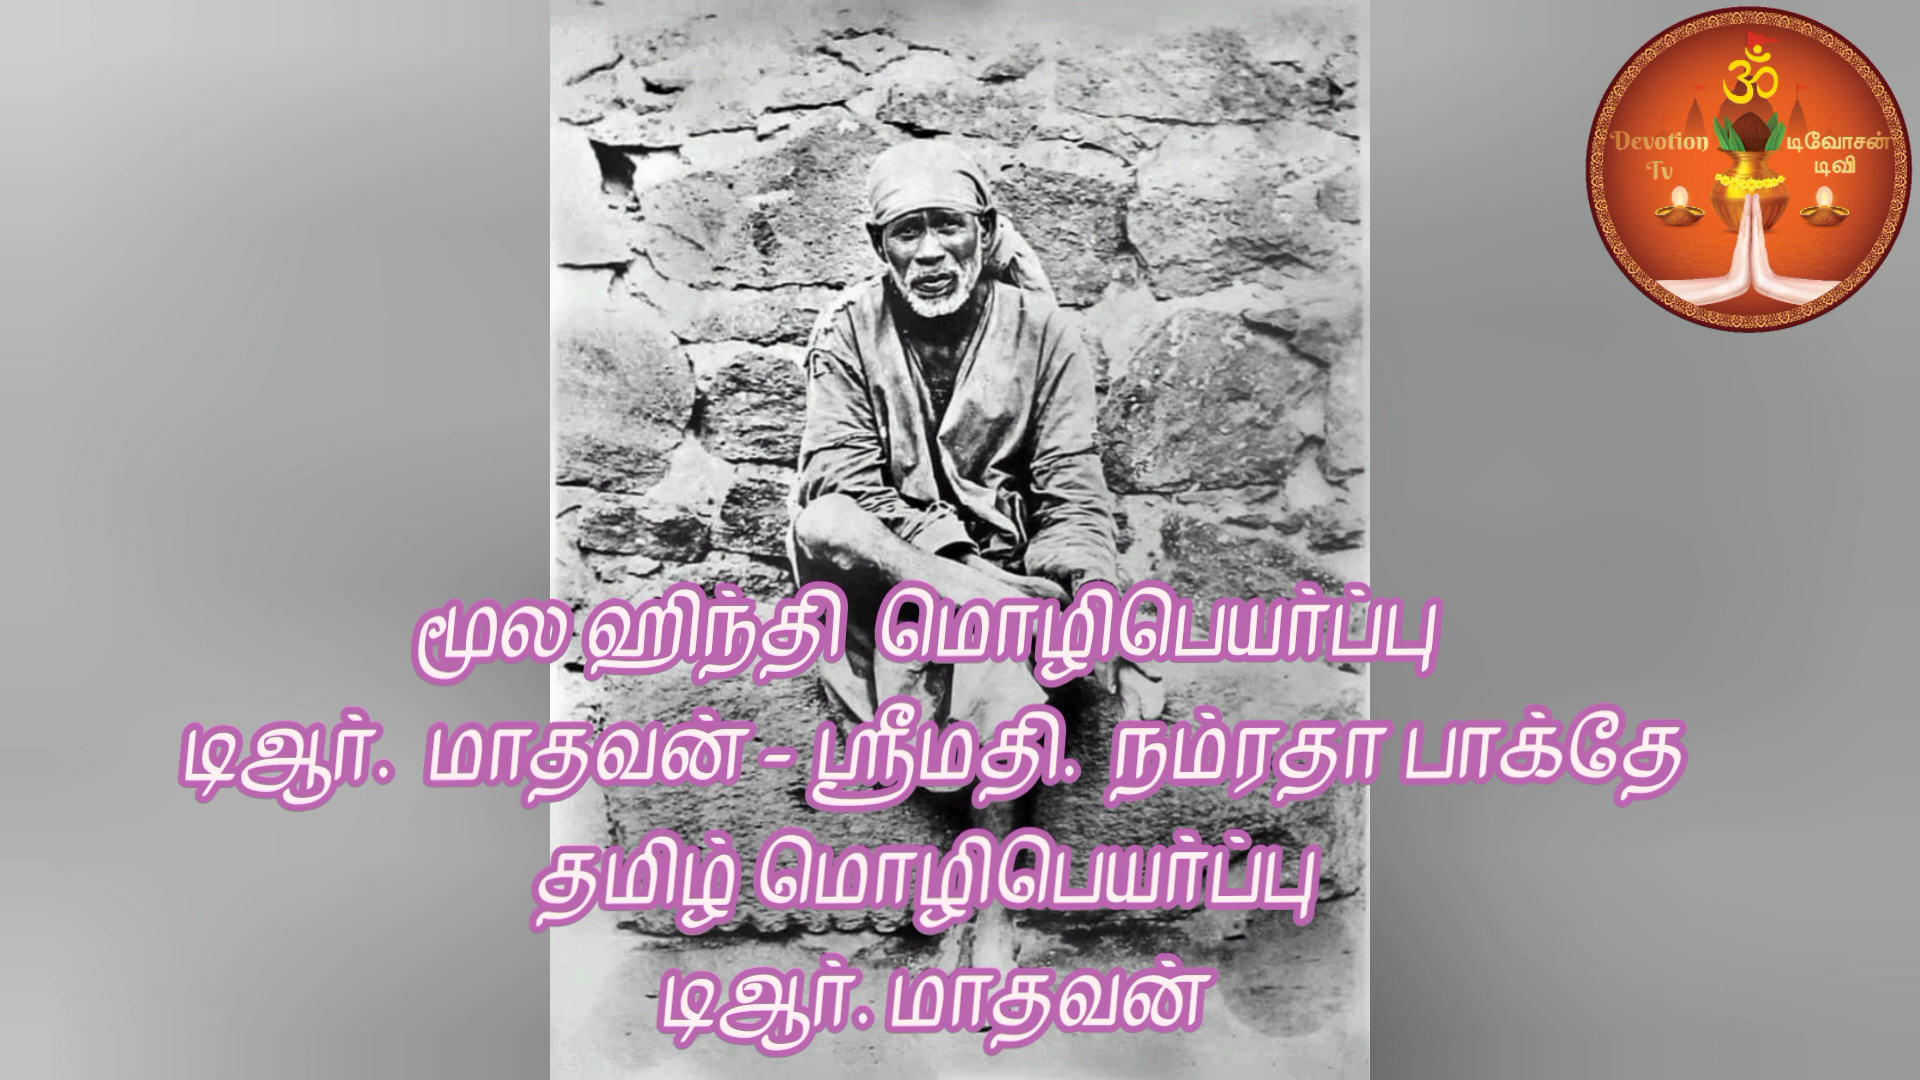 ॐ
Devotion
Tv
டிவோசன்
டிவி
மூல ஹிந்தி மொழிபெயர்ப்பு
டிஆர். மாதவன் - ஸ்ரீமதி. நம்ரதா பாக்தே
தமிழ் மொழிபெயர்ப்பு
டிஆர். மாதவன்